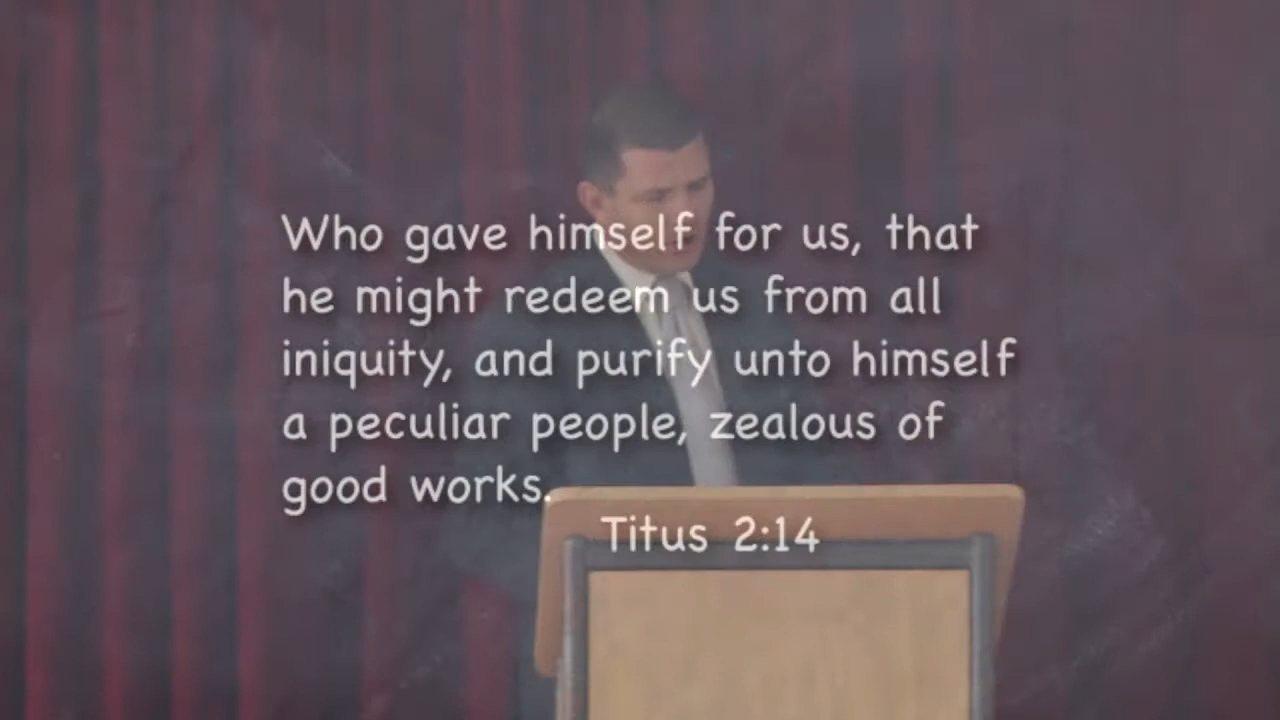 Who gave himself for us, that
he might redeem us from all
iniquity, and purify unto himself
a peculiar people, zealous of
good works.
Titus 2:14